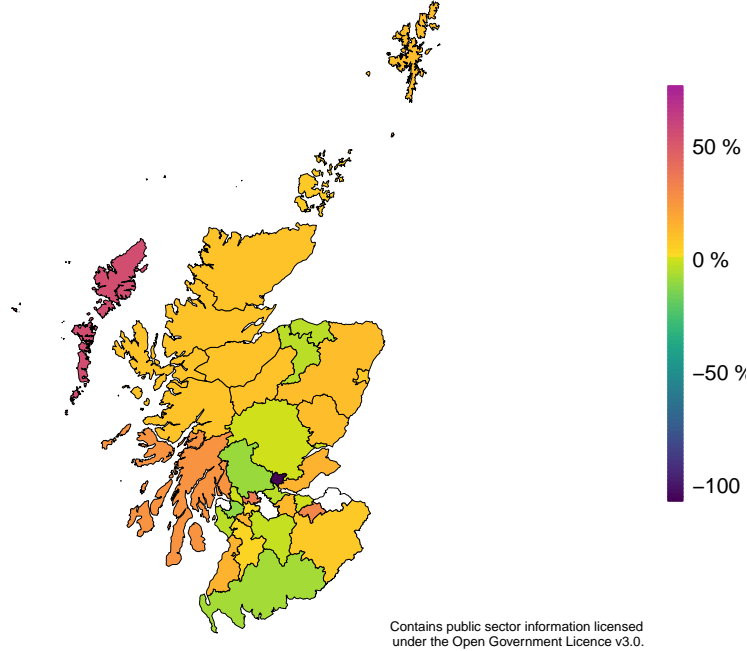 50 %
0 %
−50 %
−100
Contains public sector information licensed
under the Open Government Licence v3.0.